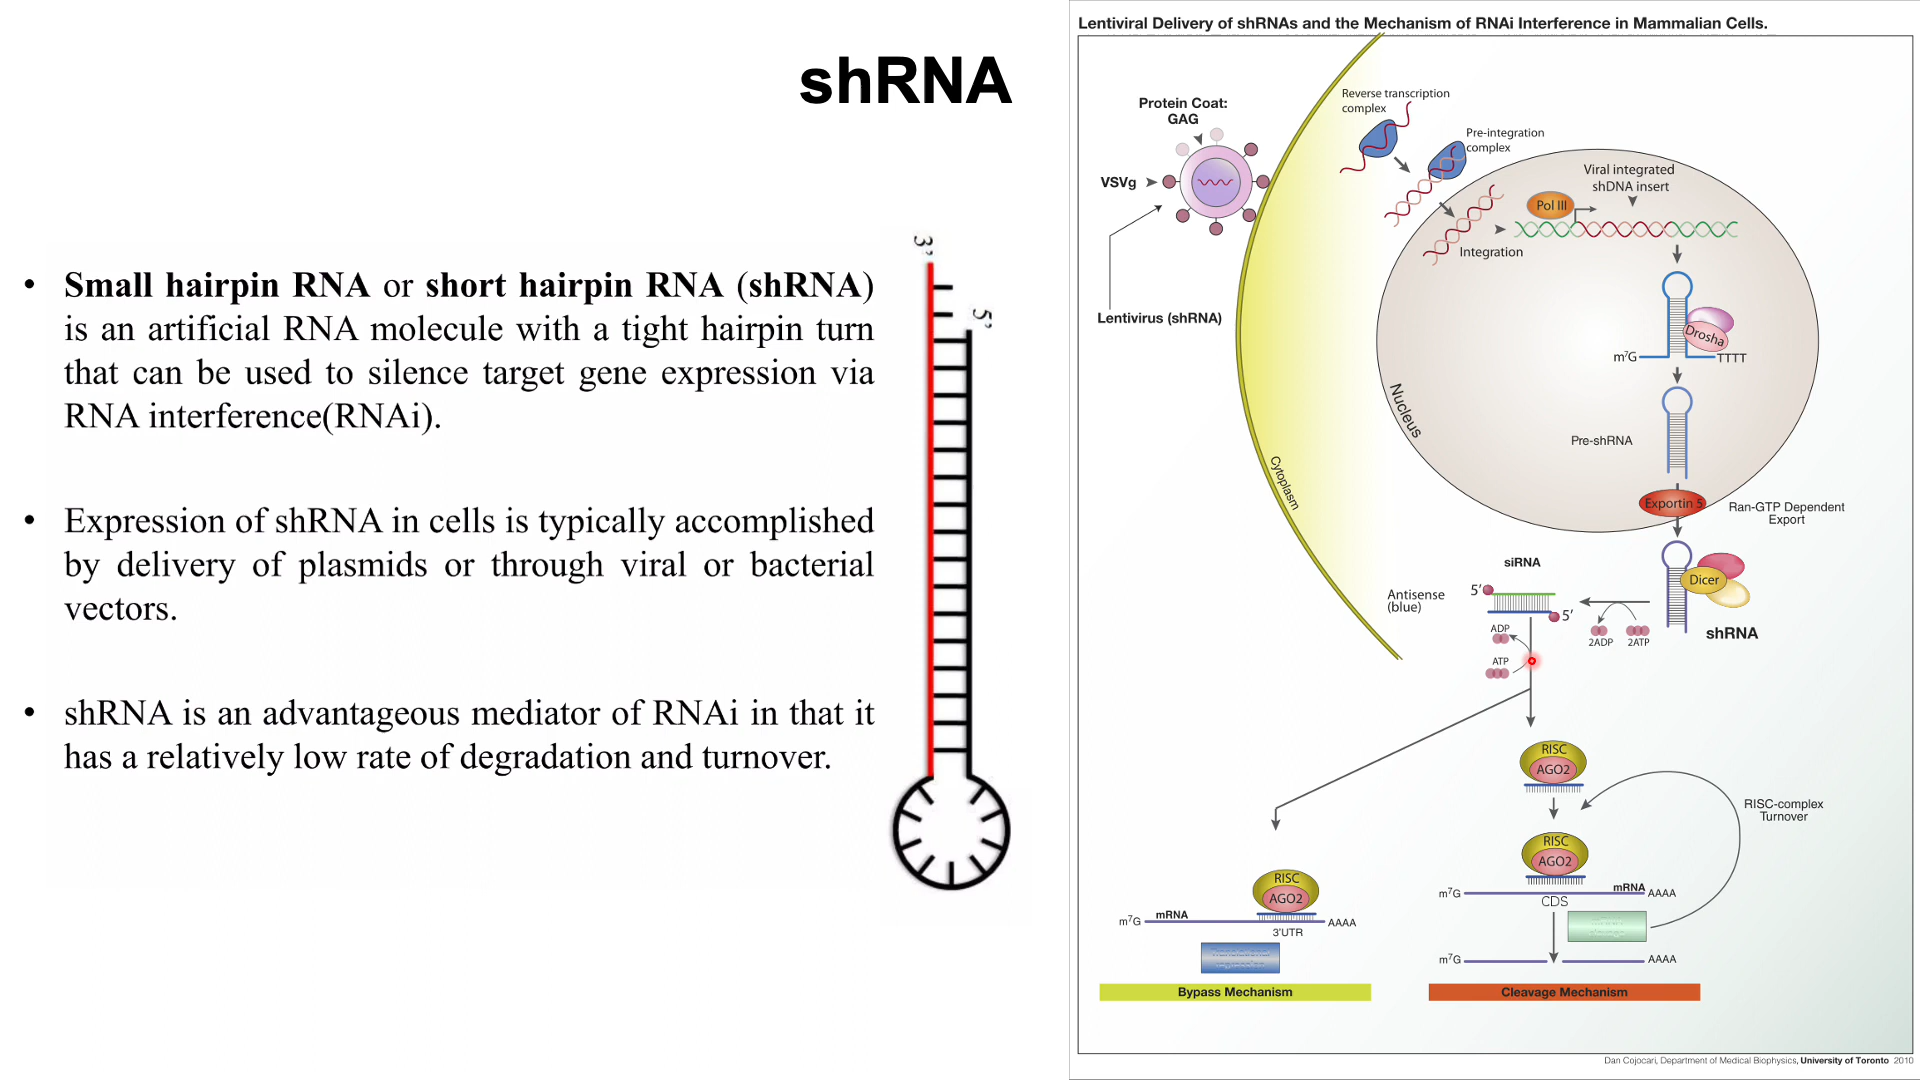 shRNA
• Small hairpin RNA or short hairpin RNA (shRNA)
is an artificial RNA molecule with a tight hairpin turn
that can be used to silence target gene expression via
RNA interference(RNAi).
• Expression of shRNA in cells is typically accomplished
by delivery of plasmids or through viral or bacterial
vectors.
• shRNA is an advantageous mediator of RNAi in that it
has a relatively low rate of degradation and turnover.
3'
5'
Lentiviral Delivery of shRNAs and the Mechanism of RNAi Interference in Mammalian Cells.
Protein Coat:
GAG
VSVg
Lentivirus (shRNA)
Reverse transcription
complex
Pre-integration
complex
Integration
Viral integrated
shDNA insert
Pol III
Drosha
m⁷G
TTTT
Nucleus
Pre-shRNA
Exportin 5
Ran-GTP Dependent
Export
Cytoplasm
Dicer
shRNA
2ADP
2ATP
siRNA
Antisense
(blue)
5'
5'
ADP
ATP
RISC
AGO2
RISC
AGO2
RISC-complex
Turnover
m⁷G
mRNA
AAAA
CDS
m⁷G
AAAA
RISC
AGO2
m⁷G
mRNA
AAAA
3'UTR
Bypass Mechanism
Cleavage Mechanism
Dan Cojocari, Department of Medical Biophysics, University of Toronto 2010